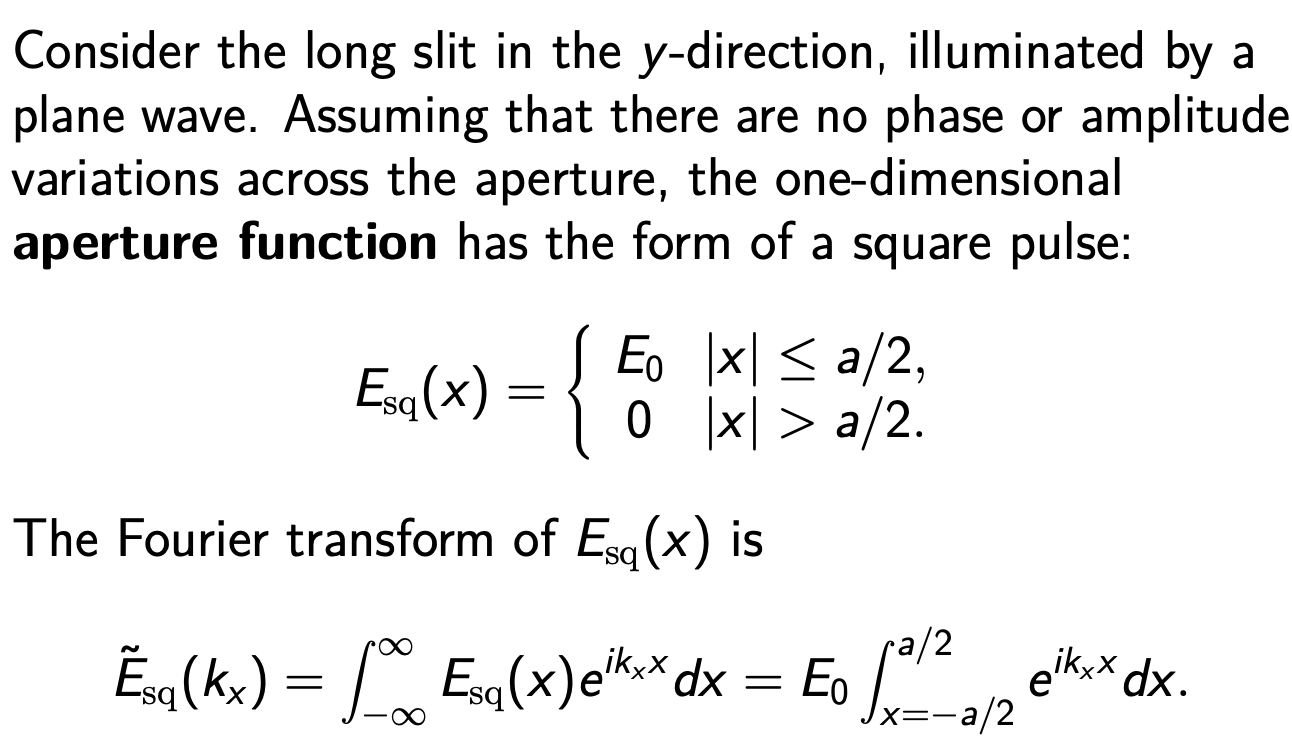 Consider the long slit in the y-direction, illuminated by a
plane wave. Assuming that there are no phase or amplitude
variations across the aperture, the one-dimensional
aperture function has the form of a square pulse:
E_sq(x) = { E_0 |x| ≤ a/2,
0 |x| > a/2.
The Fourier transform of E_sq(x) is
Ẽ_sq(k_x) = ∫_{−∞}^{∞} E_sq(x)e^{ik_x x}dx = E_0 ∫_{x=−a/2}^{a/2} e^{ik_x x}dx.